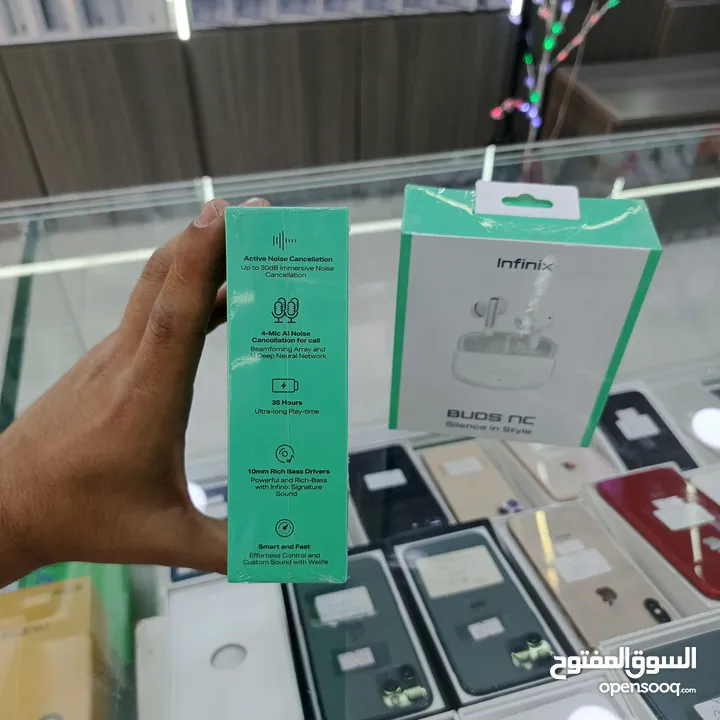 Active Noise Cancellation
Up to 30dB Immersive Noise
Cancellation
4-Mic AI Noise
Cancollation for call
Beamfoming Array and
AI Deep Neural Network
35 Hours
Ultra-long Play-time
10mm Rich Bass Drivers
Powerful and Rich-Bass
with Infinix Signature
Sound
Smart and Fast
Effortless Control and
Custom Sound with Welife
Infinix
BUDS NC
Silence in Style
السوق المفتوح
opensooq.com